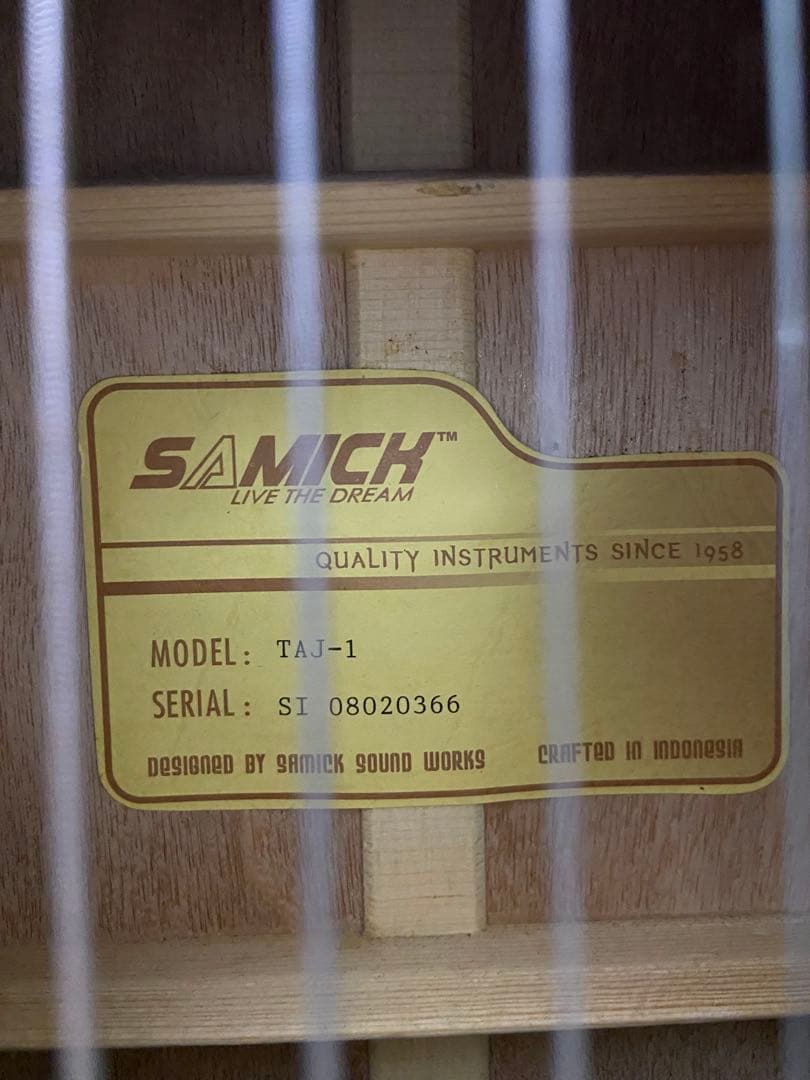 SAMICK™
LIVE THE DREAM
QUALITY INSTRUMENTS SINCE 1958
MODEL: TAJ-1
SERIAL: SI 08020366
DESIGNED BY SAMICK SOUND WORKS CRAFTED IN INDONESIA